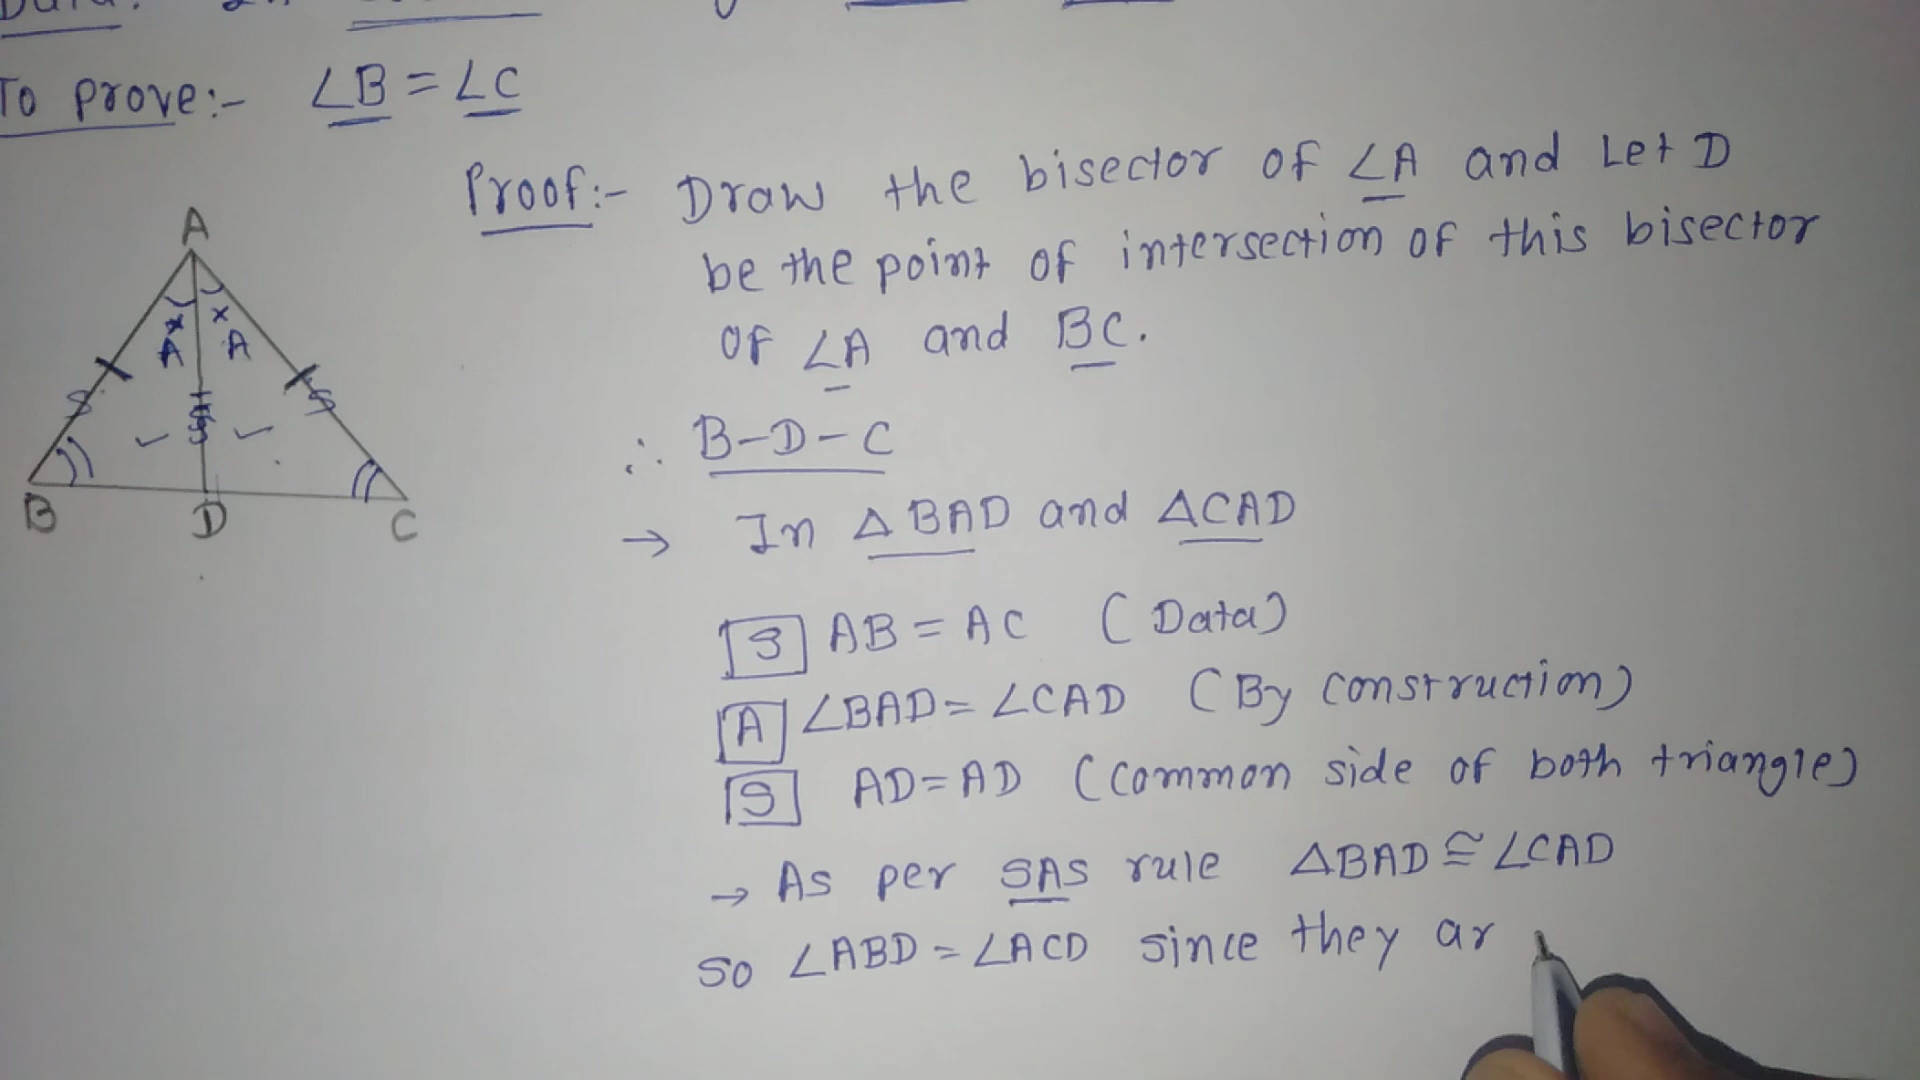 To prove:- ∠B = ∠C
Proof:- Draw the bisector of ∠A and Let D
be the point of intersection of this bisector
of ∠A and BC.
∴ B-D-C
→ In △BAD and △CAD
S AB = AC (Data)
A ∠BAD = ∠CAD (By construction)
S AD = AD (common side of both triangle)
→ As per SAS rule △BAD ≅ ∠CAD
so ∠ABD = ∠ACD since they ar
A
x x
A A
S S
B D C